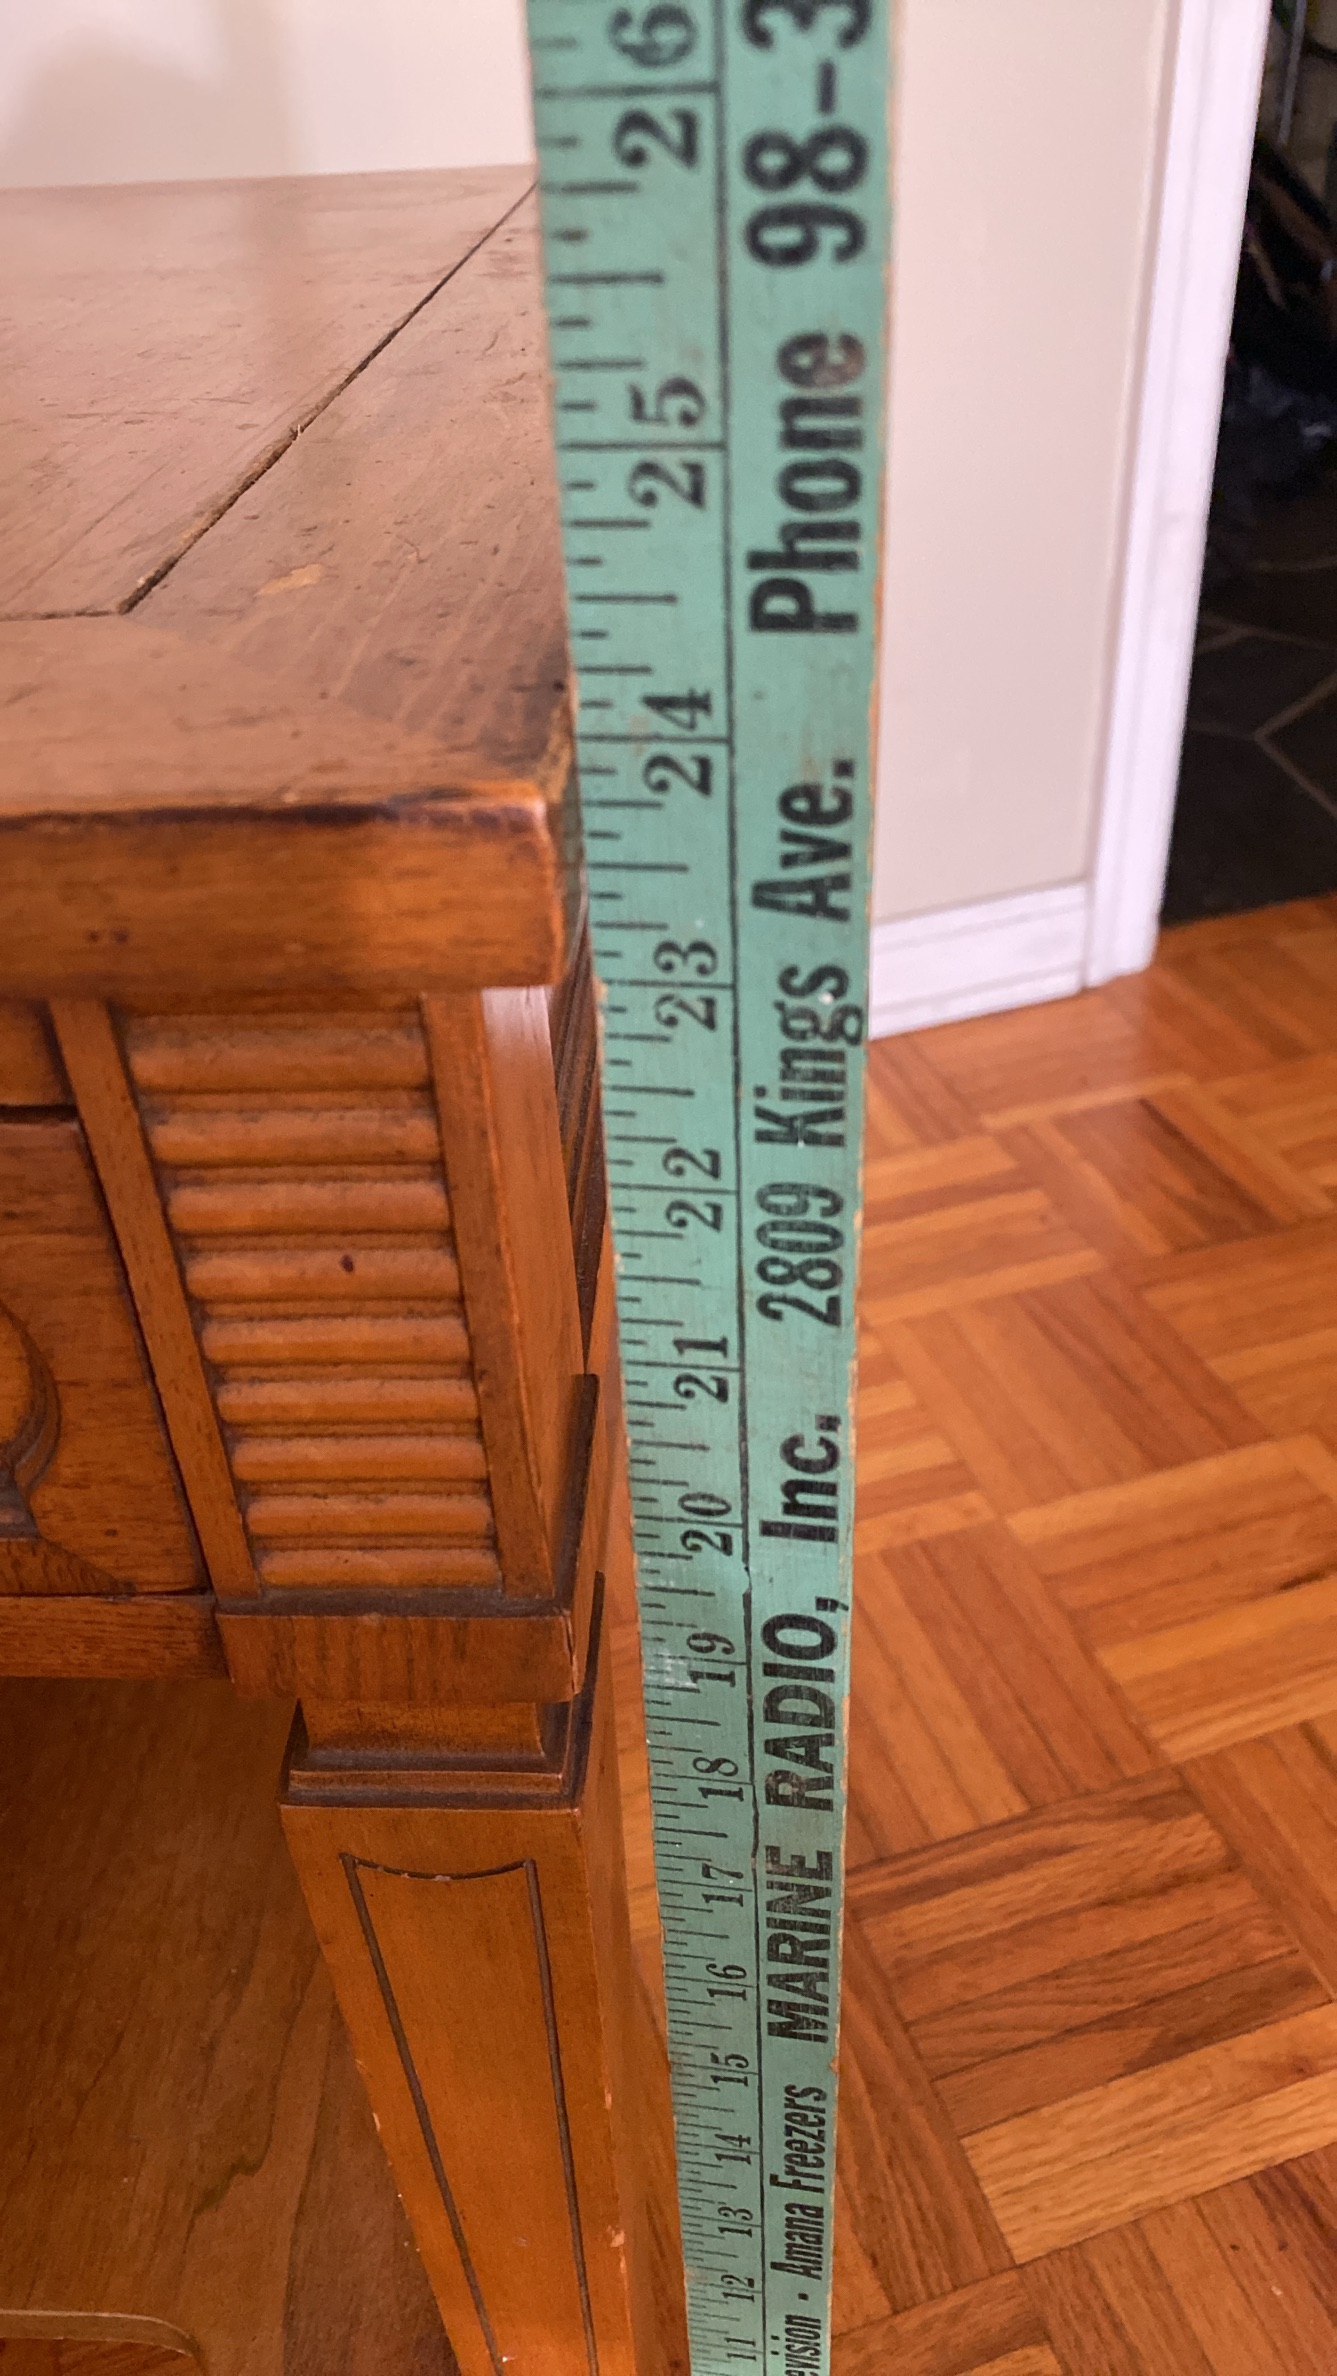 evision · Amana Freezers MARINE RADIO, Inc. 2809 Kings Ave. Phone 98-3
11 12 13 14 15 16 17 18 19 20 21 22 23 24 25 26